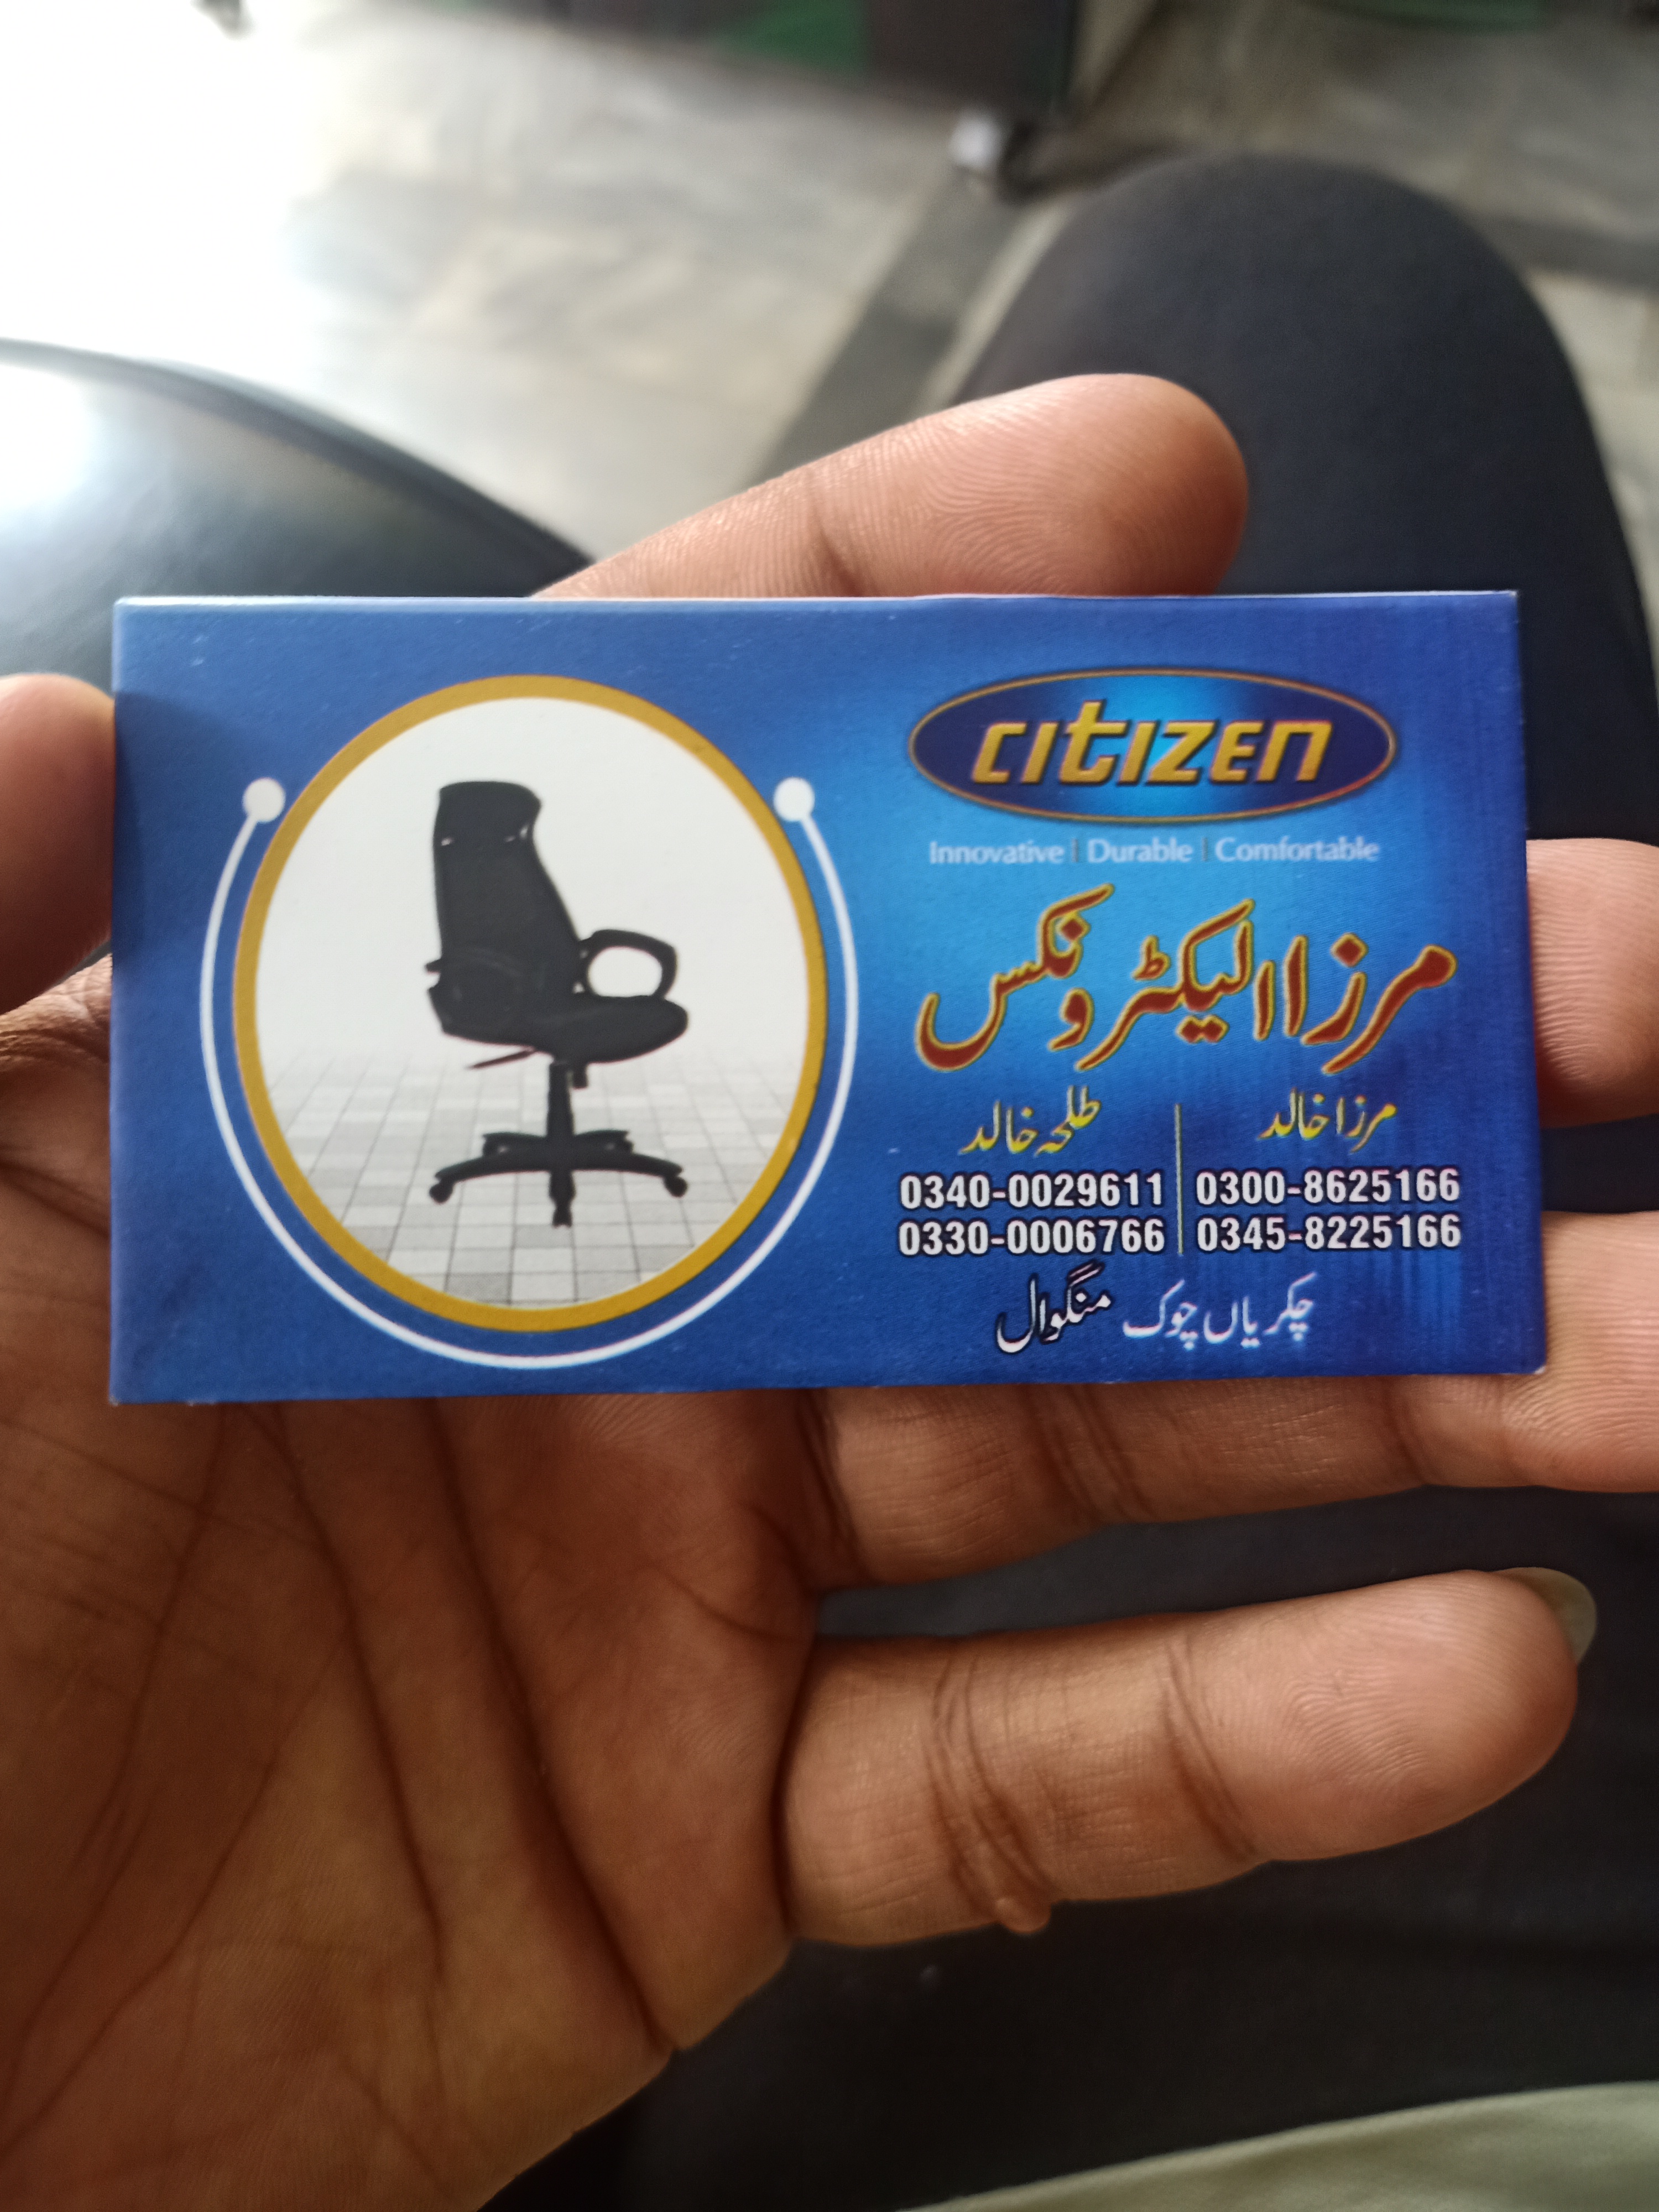 CITIZEN
Innovative | Durable | Comfortable
مرزا الیکٹرونکس
مرزا خالد | طلحہ خالد
0340-0029611 | 0300-8625166
0330-0006766 | 0345-8225166
چکریاں چوک منگوال